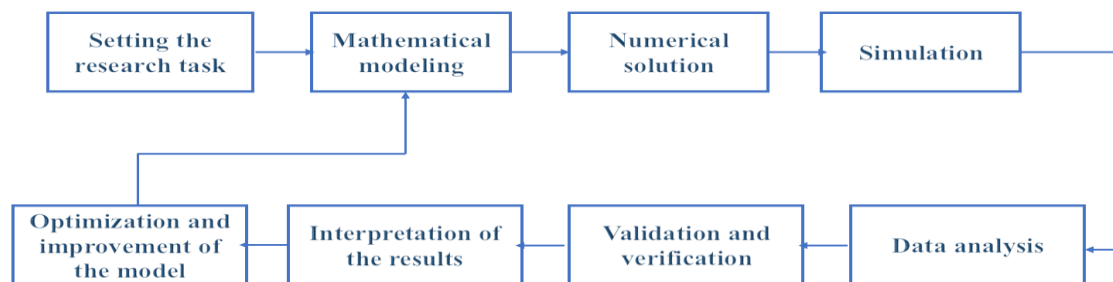 Setting the
research task
Mathematical
modeling
Numerical
solution
Simulation
Optimization and
improvement of
the model
Interpretation of
the results
Validation and
verification
Data analysis